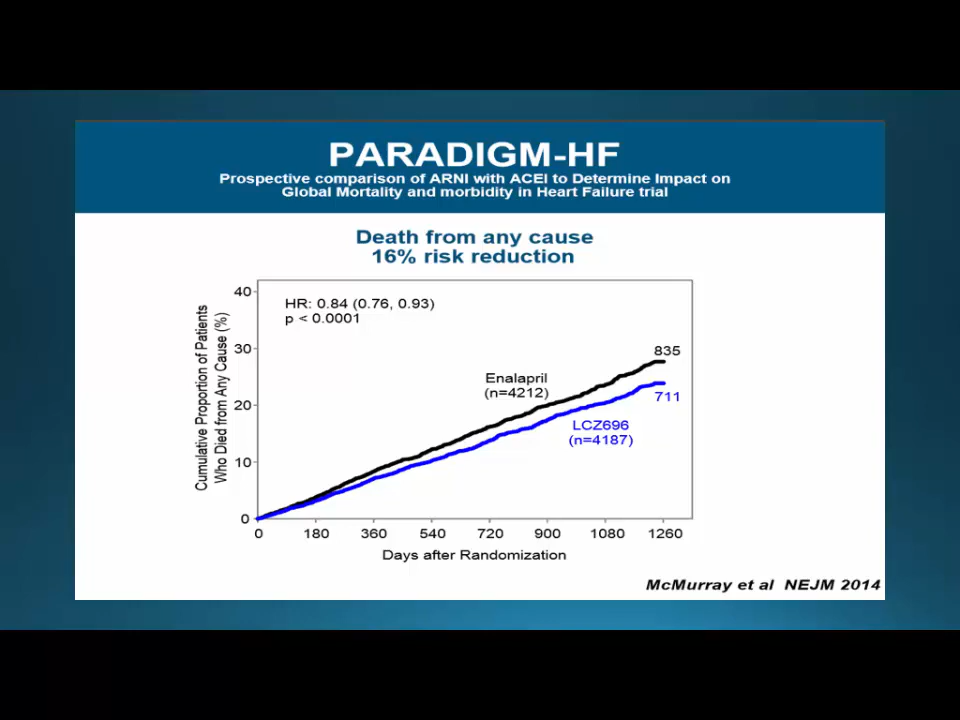 PARADIGM-HF
Prospective comparison of ARNI with ACEI to Determine Impact on
Global Mortality and morbidity in Heart Failure trial
Death from any cause
16% risk reduction
HR: 0.84 (0.76, 0.93)
p < 0.0001
Cumulative Proportion of Patients
Who Died from Any Cause (%)
40
30
20
10
0
Enalapril
(n=4212)
835
711
LCZ696
(n=4187)
0 180 360 540 720 900 1080 1260
Days after Randomization
McMurray et al NEJM 2014